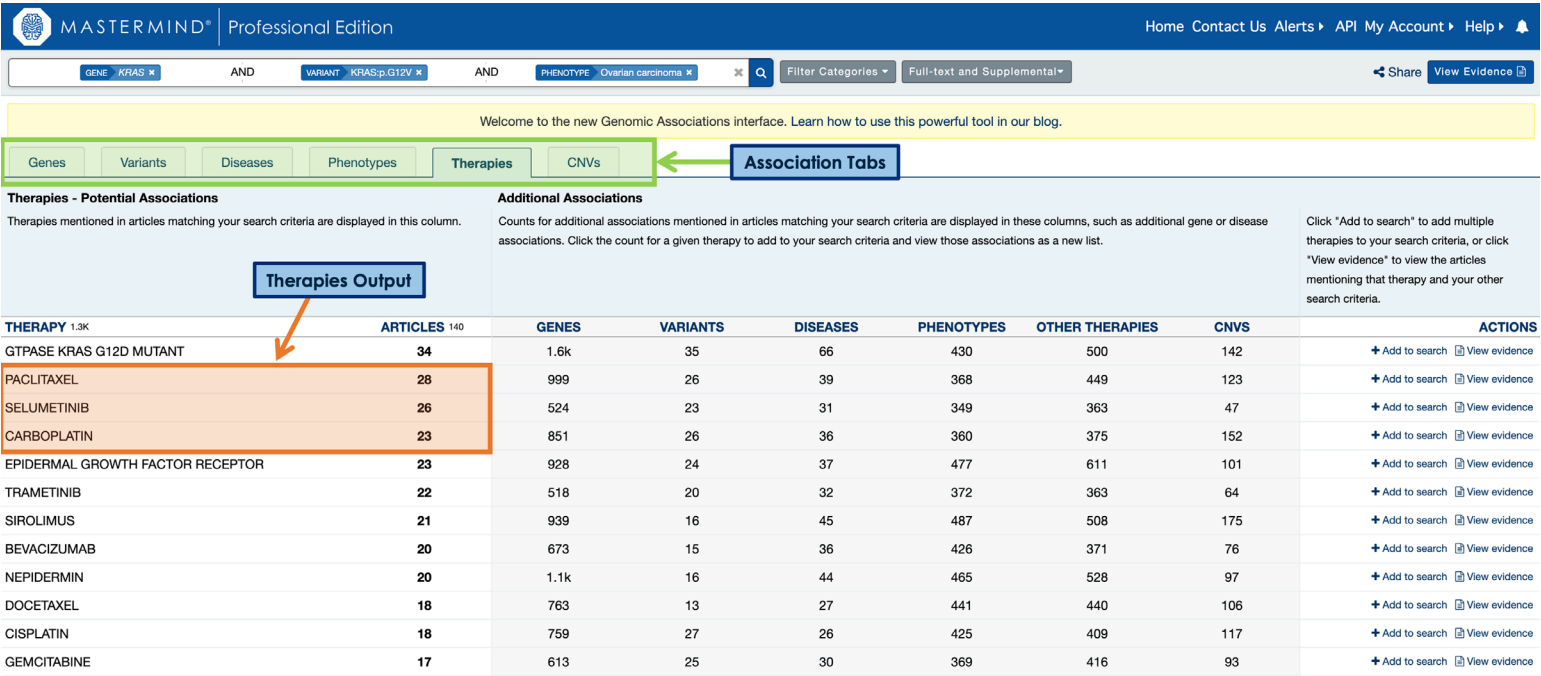 MASTERMIND® Professional Edition
Home Contact Us Alerts API My Account Help
GENE KRAS × AND VARIANT KRAS:p.G12V × AND PHENOTYPE Ovarian carcinoma × × Filter Categories Full-text and Supplemental Share View Evidence
Welcome to the new Genomic Associations interface. Learn how to use this powerful tool in our blog.
Genes Variants Diseases Phenotypes Therapies CNVs Association Tabs
Therapies - Potential Associations
Therapies mentioned in articles matching your search criteria are displayed in this column.
Additional Associations
Counts for additional associations mentioned in articles matching your search criteria are displayed in these columns, such as additional gene or disease
associations. Click the count for a given therapy to add to your search criteria and view those associations as a new list.
Click "Add to search" to add multiple
therapies to your search criteria, or click
"View evidence" to view the articles
mentioning that therapy and your other
search criteria.
Therapies Output
THERAPY 1.3K ARTICLES 140 GENES VARIANTS DISEASES PHENOTYPES OTHER THERAPIES CNVS ACTIONS
GTPASE KRAS G12D MUTANT 34 1.6k 35 66 430 500 142 + Add to search View evidence
PACLITAXEL 28 999 26 39 368 449 123 + Add to search View evidence
SELUMETINIB 26 524 23 31 349 363 47 + Add to search View evidence
CARBOPLATIN 23 851 26 36 360 375 152 + Add to search View evidence
EPIDERMAL GROWTH FACTOR RECEPTOR 23 928 24 37 477 611 101 + Add to search View evidence
TRAMETINIB 22 518 20 32 372 363 64 + Add to search View evidence
SIROLIMUS 21 939 16 45 487 508 175 + Add to search View evidence
BEVACIZUMAB 20 673 15 36 426 371 76 + Add to search View evidence
NEPIDERMIN 20 1.1k 16 44 465 528 97 + Add to search View evidence
DOCETAXEL 18 763 13 27 441 440 106 + Add to search View evidence
CISPLATIN 18 759 27 26 425 409 117 + Add to search View evidence
GEMCITABINE 17 613 25 30 369 416 93 + Add to search View evidence